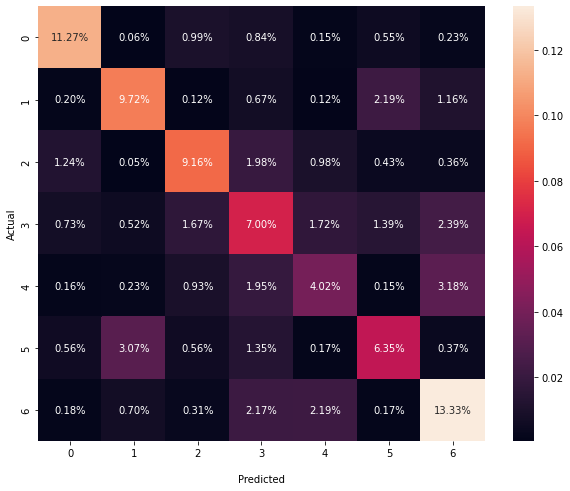 0 11.27% 0.06% 0.99% 0.84% 0.15% 0.55% 0.23%
1 0.20% 9.72% 0.12% 0.67% 0.12% 2.19% 1.16%
2 1.24% 0.05% 9.16% 1.98% 0.98% 0.43% 0.36%
3 0.73% 0.52% 1.67% 7.00% 1.72% 1.39% 2.39%
4 0.16% 0.23% 0.93% 1.95% 4.02% 0.15% 3.18%
5 0.56% 3.07% 0.56% 1.35% 0.17% 6.35% 0.37%
6 0.18% 0.70% 0.31% 2.17% 2.19% 0.17% 13.33%
0 1 2 3 4 5 6
Actual
Predicted
0.12
0.10
0.08
0.06
0.04
0.02